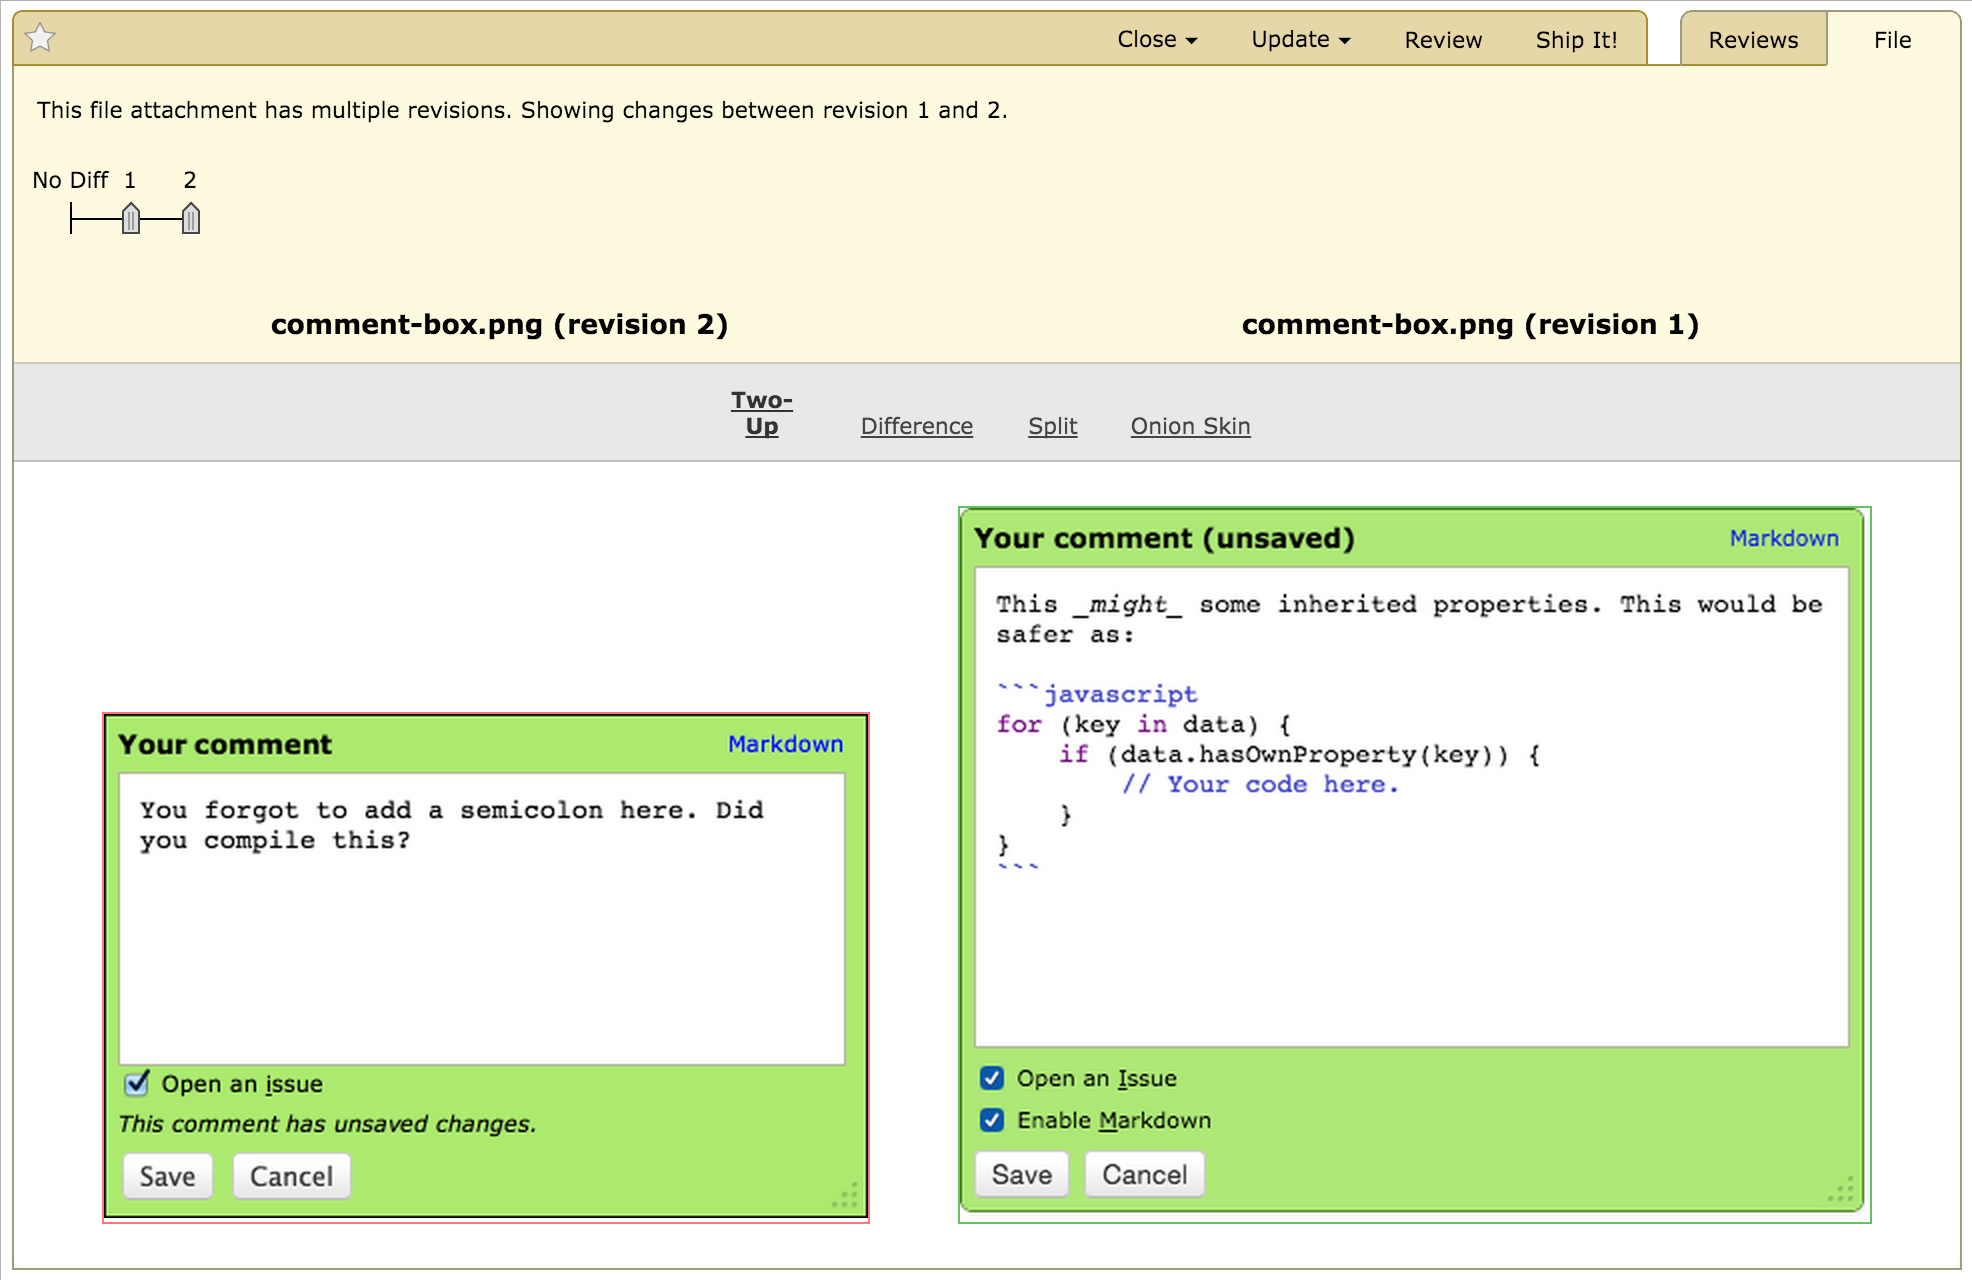 Close Update Review Ship It! Reviews File
This file attachment has multiple revisions. Showing changes between revision 1 and 2.
No Diff 1 2
comment-box.png (revision 2) comment-box.png (revision 1)
Two-
Up Difference Split Onion Skin
Your comment Markdown
You forgot to add a semicolon here. Did
you compile this?
Open an issue
This comment has unsaved changes.
Save Cancel
Your comment (unsaved) Markdown
This _might_ some inherited properties. This would be
safer as:
```javascript
for (key in data) {
    if (data.hasOwnProperty(key)) {
        // Your code here.
    }
}
```
Open an Issue
Enable Markdown
Save Cancel